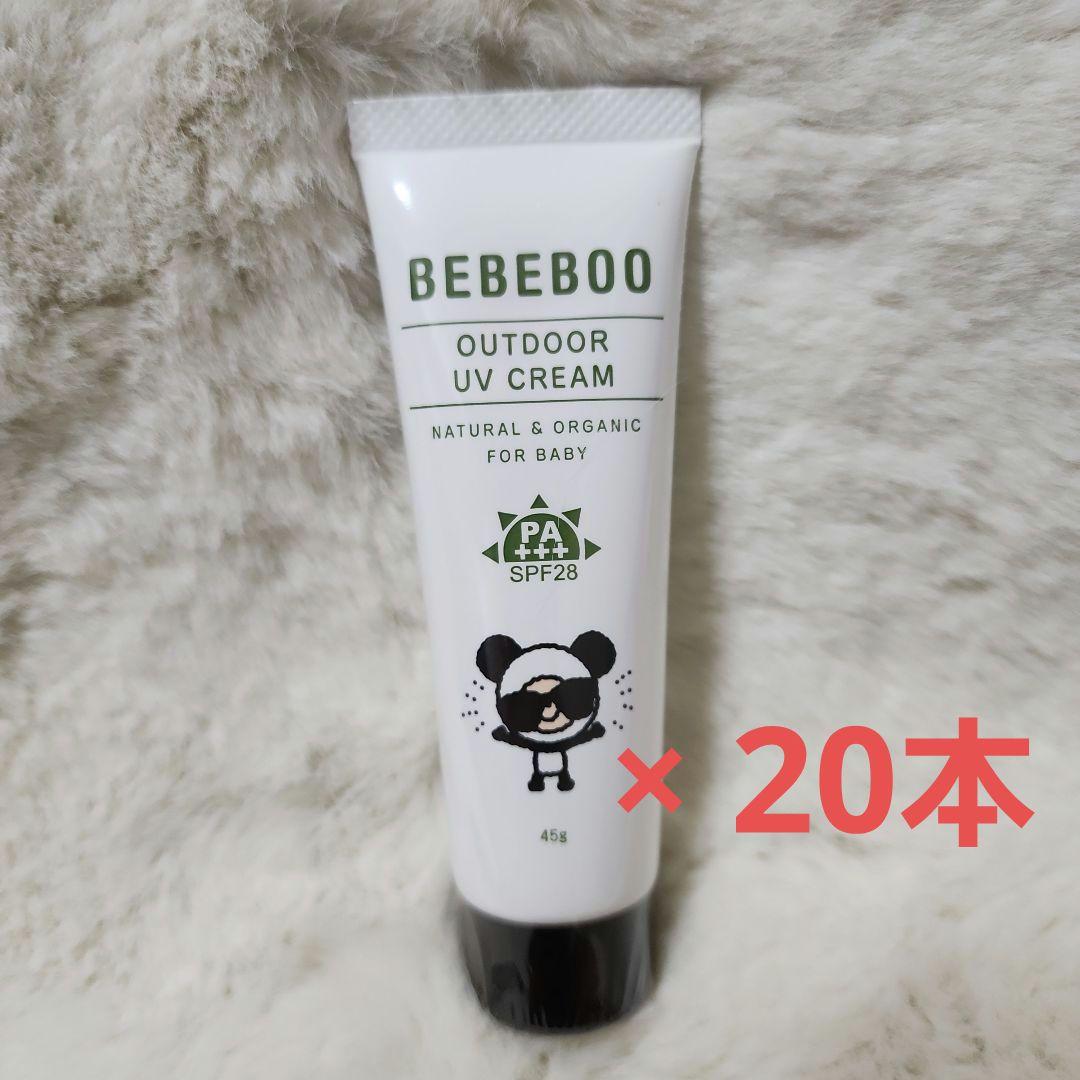 BEBEBOO
OUTDOOR
UV CREAM
NATURAL & ORGANIC
FOR BABY
PA
+++
SPF28
× 20本
45g